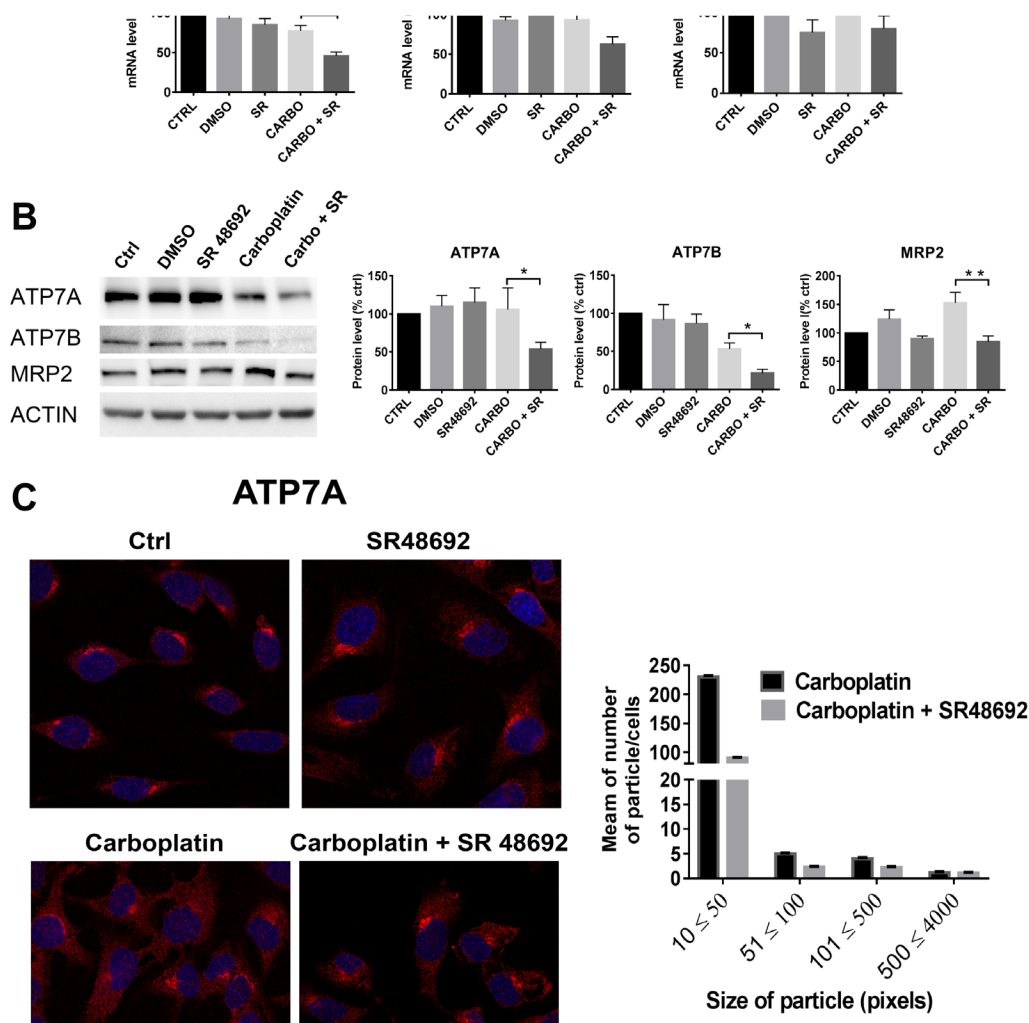 mRNA level
100
50
0
CTRL
DMSO
SR
CARBO
CARBO + SR
mRNA level
50
0
CTRL
DMSO
SR
CARBO
CARBO + SR
mRNA level
50
0
CTRL
DMSO
SR
CARBO
CARBO + SR
B
Ctrl
DMSO
SR 48692
Carboplatin
Carbo + SR
ATP7A
ATP7B
MRP2
ACTIN
ATP7A
Protein level (% ctrl)
150
100
50
0
*
CTRL
DMSO
SR48692
CARBO
CARBO + SR
ATP7B
Protein level (% ctrl)
150
100
50
0
*
CTRL
DMSO
SR48692
CARBO
CARBO + SR
MRP2
Protein level l(% ctrl)
200
150
100
50
0
* *
CTRL
DMSO
SR48692
CARBO
CARBO + SR
C
ATP7A
Ctrl
SR48692
Carboplatin
Carboplatin + SR 48692
Meam of number
of particle/cells
250
200
150
100
20
15
10
5
0
Carboplatin
Carboplatin + SR48692
10 ≤ 50
51 ≤ 100
101 ≤ 500
500 ≤ 4000
Size of particle (pixels)